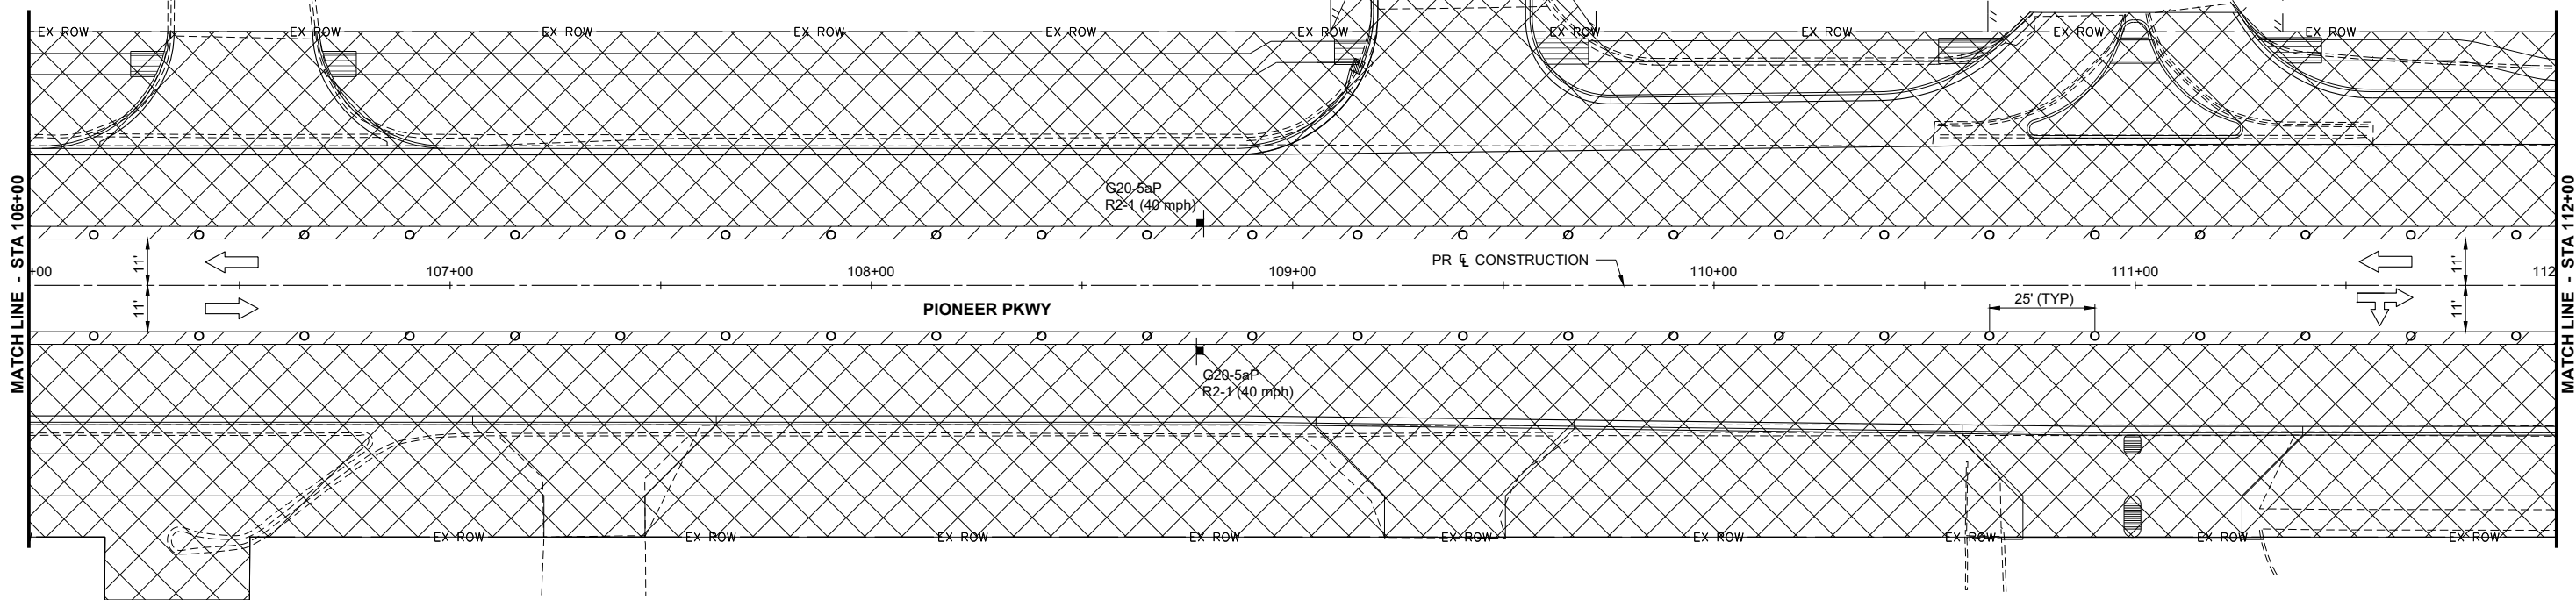 EX ROW EX ROW EX ROW EX ROW EX ROW EX ROW EX ROW EX ROW EX ROW EX ROW
MATCH LINE - STA 106+00
MATCH LINE - STA 112+00
G20-5aP
R2-1 (40 mph)
11'
11'
+00 107+00 108+00 109+00 110+00 111+00 112
PR ℄ CONSTRUCTION
11'
11'
25' (TYP)
PIONEER PKWY
G20-5aP
R2-1 (40 mph)
EX ROW EX ROW EX ROW EX ROW EX ROW EX ROW EX ROW EX ROW EX ROW